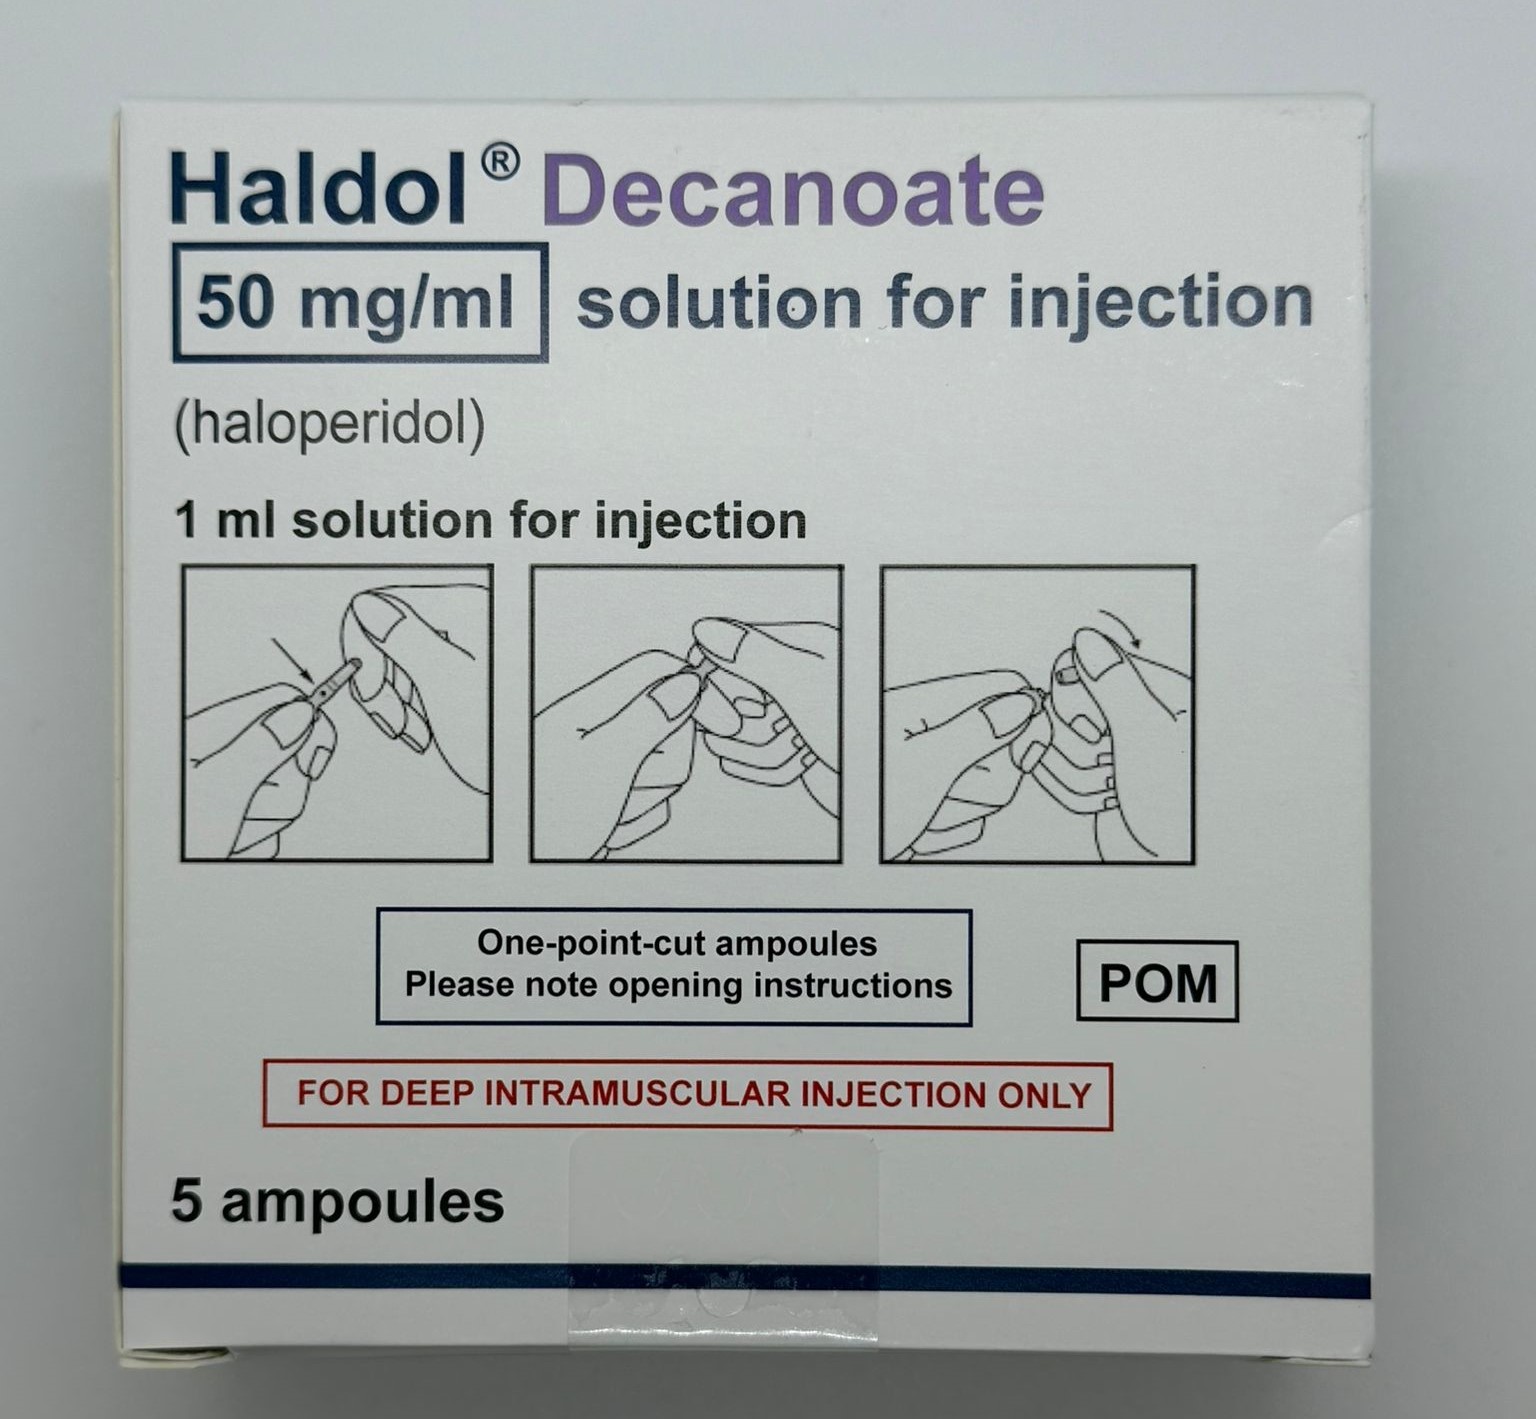 Haldol® Decanoate
50 mg/ml solution for injection
(haloperidol)
1 ml solution for injection
One-point-cut ampoules
Please note opening instructions
POM
FOR DEEP INTRAMUSCULAR INJECTION ONLY
5 ampoules